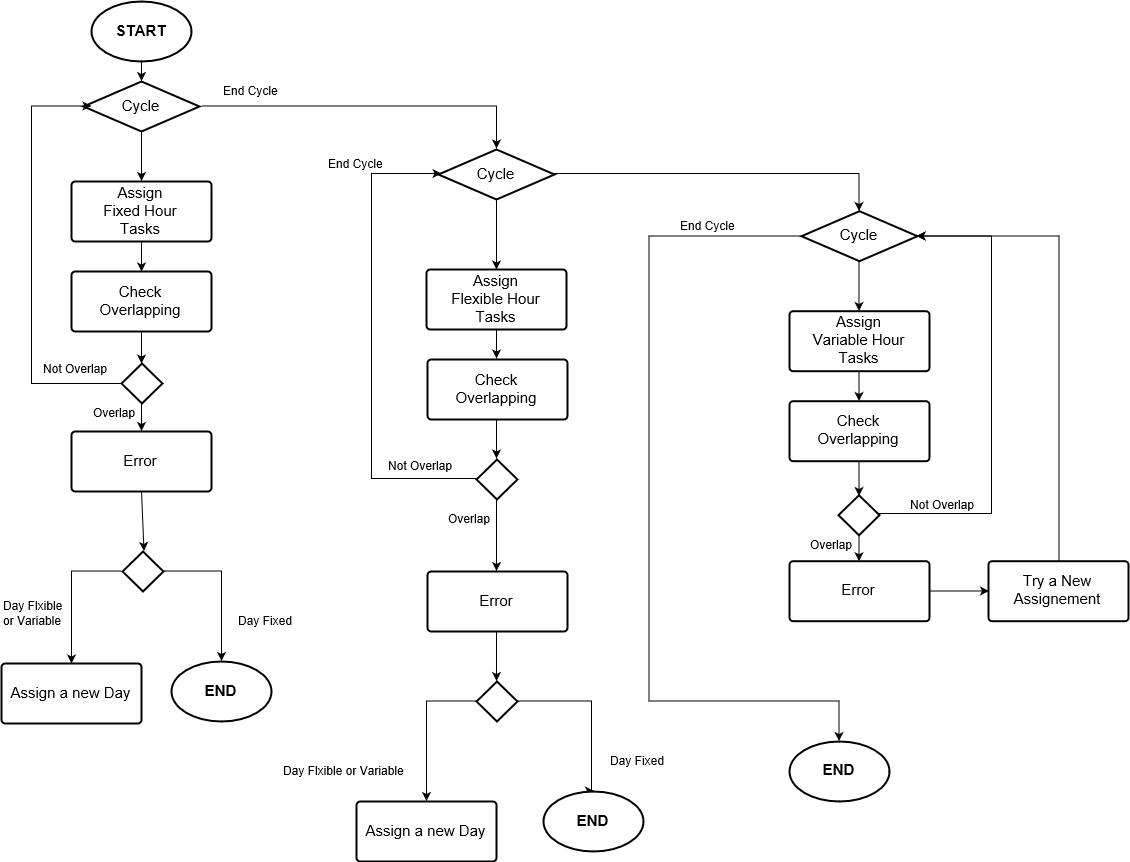 START
Cycle
End Cycle
Assign
Fixed Hour
Tasks
Check
Overlapping
Not Overlap
Overlap
Error
Day FIxible
or Variable
Day Fixed
Assign a new Day
END
End Cycle
Cycle
Assign
Flexible Hour
Tasks
Check
Overlapping
Not Overlap
Overlap
Error
Day FIxible or Variable
Day Fixed
Assign a new Day
END
End Cycle
Cycle
Assign
Variable Hour
Tasks
Check
Overlapping
Not Overlap
Overlap
Error
Try a New
Assignement
END